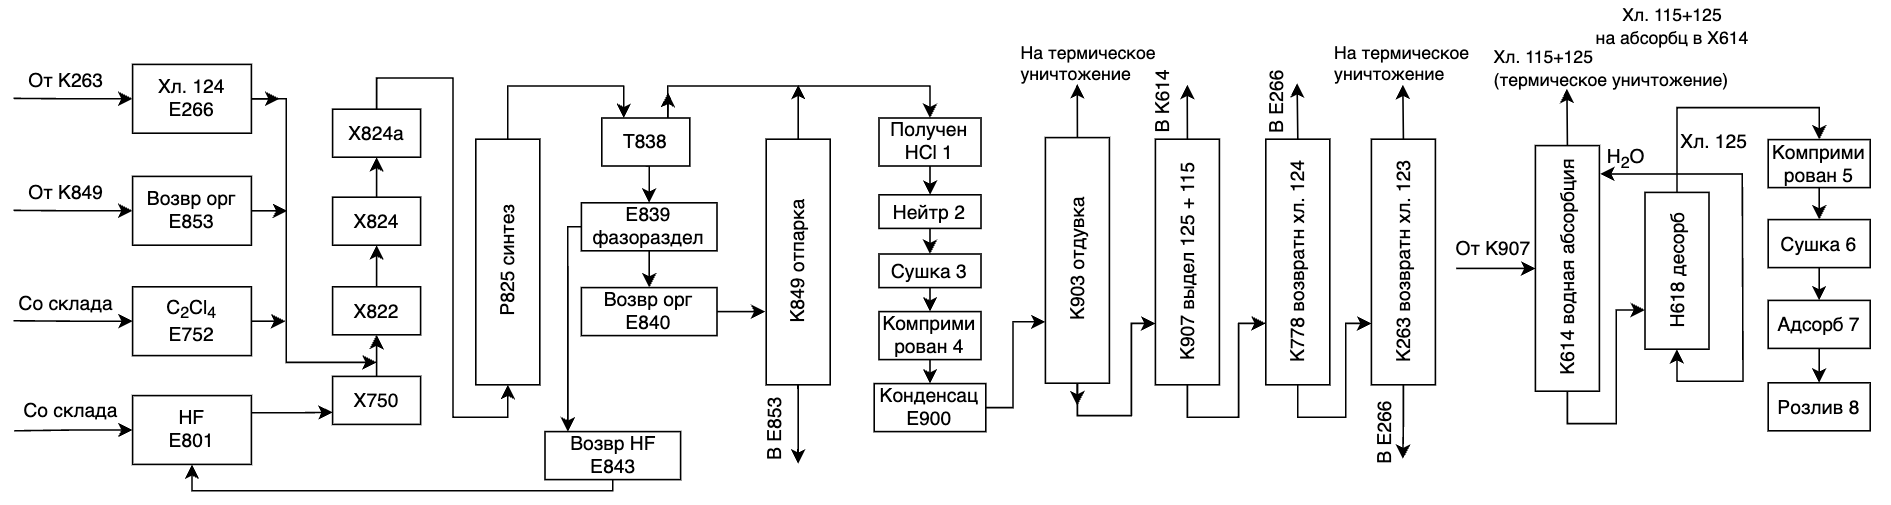 От К263
Хл. 124
Е266
От К849
Возвр орг
Е853
Со склада
C₂Cl₄
Е752
Со склада
HF
Е801
Х824а
Х824
Х822
Х750
Р825 синтез
Т838
Е839
фазораздел
Возвр орг
Е840
Возвр HF
Е843
К849 отпарка
В Е853
Получен
HCl 1
Нейтр 2
Сушка 3
Комприми
рован 4
Конденсац
Е900
На термическое
уничтожение
К903 отдувка
В К614
К907 выдел 125 + 115
В Е266
К778 возвратн хл. 124
На термическое
уничтожение
К263 возвратн хл. 123
В Е266
Хл. 115+125
на абсорбц в Х614
Хл. 115+125
(термическое уничтожение)
От К907
К614 водная абсорбция
H₂O
Хл. 125
Н618 десорб
Комприми
рован 5
Сушка 6
Адсорб 7
Розлив 8